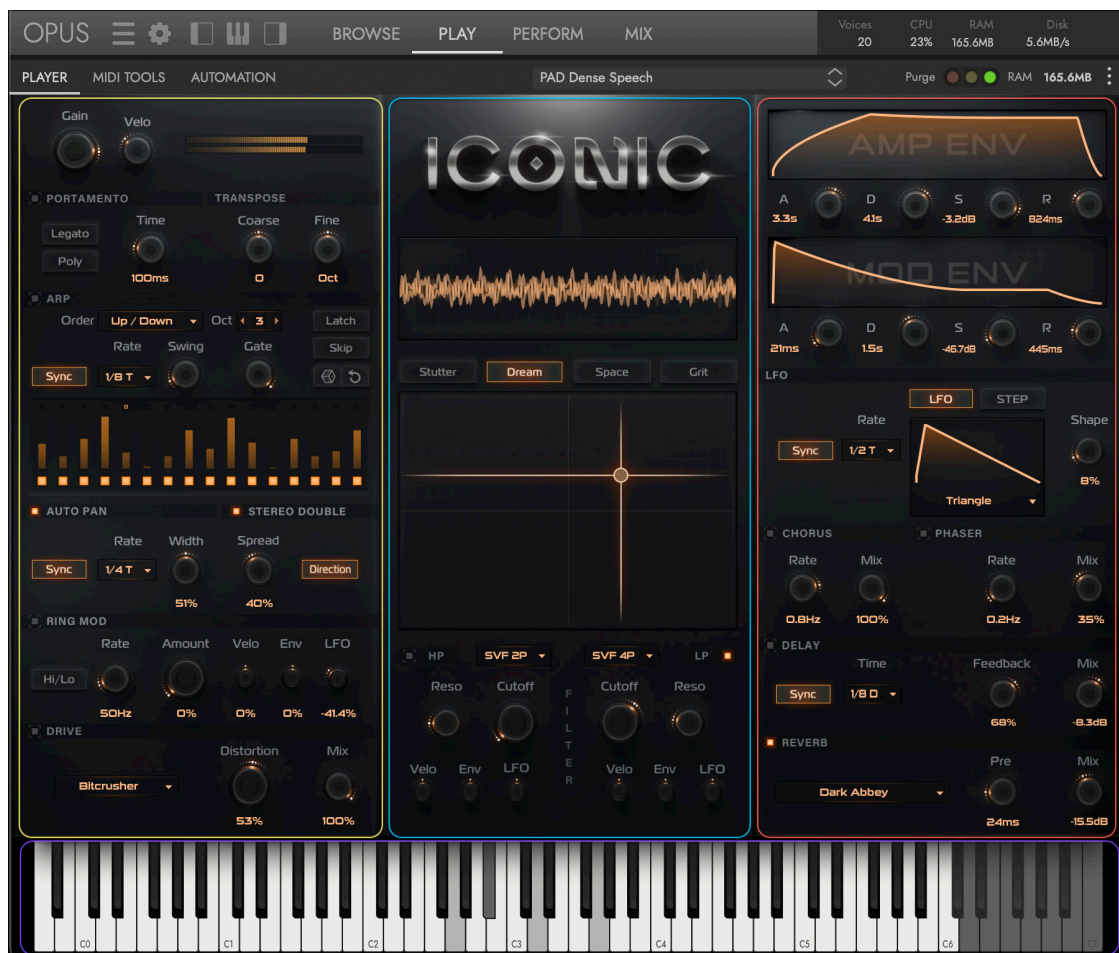 OPUS BROWSE PLAY PERFORM MIX
Voices CPU RAM Disk
20 23% 165.6MB 5.6MB/s
PLAYER MIDI TOOLS AUTOMATION PAD Dense Speech Purge RAM 165.6MB
Gain Velo
PORTAMENTO TRANSPOSE
Time Coarse Fine
Legato
Poly
100ms 0 Oct
ARP
Order Up / Down Oct 3 Latch
Rate Swing Gate Skip
Sync 1/8 T
AUTO PAN STEREO DOUBLE
Rate Width Spread
Sync 1/4 T Direction
51% 40%
RING MOD
Rate Amount Velo Env LFO
Hi/Lo
50Hz 0% 0% 0% -41.4%
DRIVE
Distortion Mix
Bitcrusher
53% 100%
ICONIC
Stutter Dream Space Grit
HP SVF 2P SVF 4P LP
Reso Cutoff Cutoff Reso
FILTER
Velo Env LFO Velo Env LFO
AMP ENV
A D S R
3.3s 4.1s -3.2dB 824ms
MOD ENV
A D S R
21ms 1.5s -46.7dB 445ms
LFO
LFO STEP
Rate Shape
Sync 1/2 T
8%
Triangle
CHORUS PHASER
Rate Mix Rate Mix
0.8Hz 100% 0.2Hz 35%
DELAY
Time Feedback Mix
Sync 1/8 D
68% -8.3dB
REVERB
Pre Mix
Dark Abbey
24ms -15.5dB
C0 C1 C2 C3 C4 C5 C6 C7